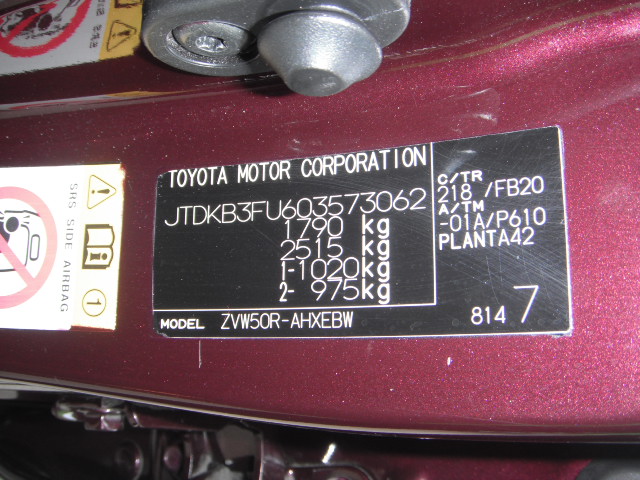 TOYOTA MOTOR CORPORATION
JTDKB3FU603573062
1790 kg
2515 kg
1-1020kg
2- 975kg
C/TR
218 /FB20
A/TM
-01A/P610
PLANTA42
MODEL ZVW50R-AHXEBW
814 7
SRS SIDE AIRBAG
1